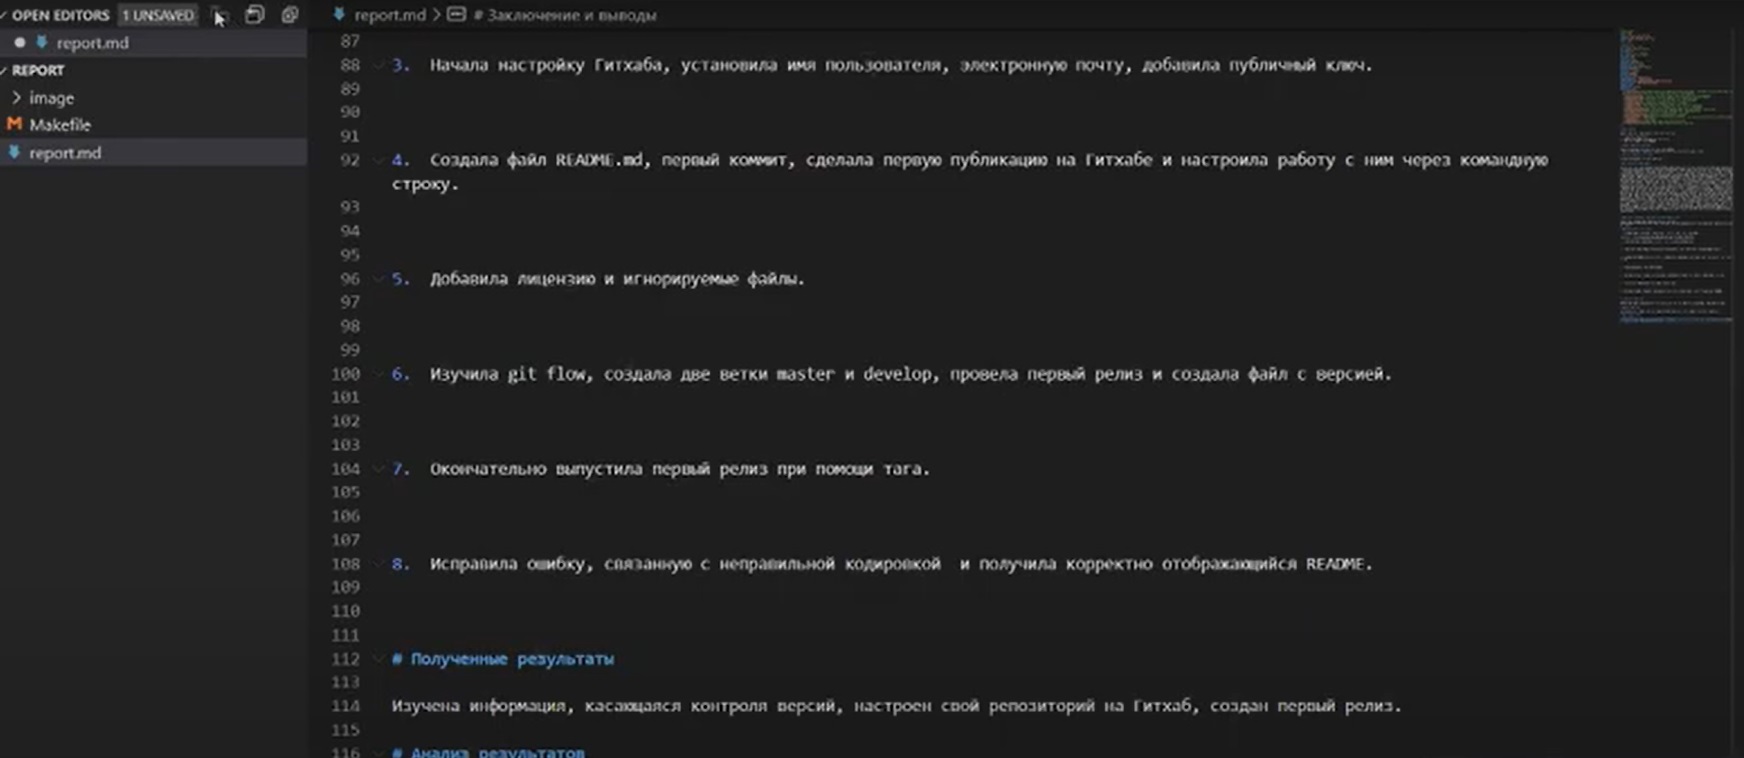 OPEN EDITORS 1 UNSAVED
report.md
REPORT
image
Makefile
report.md
report.md > # Заключение и выводы
87
88 3. Начала настройку Гитхаба, установила имя пользователя, электронную почту, добавила публичный ключ.
89
90
91
92 4. Создала файл README.md, первый коммит, сделала первую публикацию на Гитхабе и настроила работу с ним через командную
строку.
93
94
95
96 5. Добавила лицензию и игнорируемые файлы.
97
98
99
100 6. Изучила git flow, создала две ветки master и develop, провела первый релиз и создала файл с версией.
101
102
103
104 7. Окончательно выпустила первый релиз при помощи тага.
105
106
107
108 8. Исправила ошибку, связанную с неправильной кодировкой  и получила корректно отображающийся README.
109
110
111
112 # Полученные результаты
113
114 Изучена информация, касающаяся контроля версий, настроен свой репозиторий на Гитхаб, создан первый релиз.
115
116 # Анализ результатов